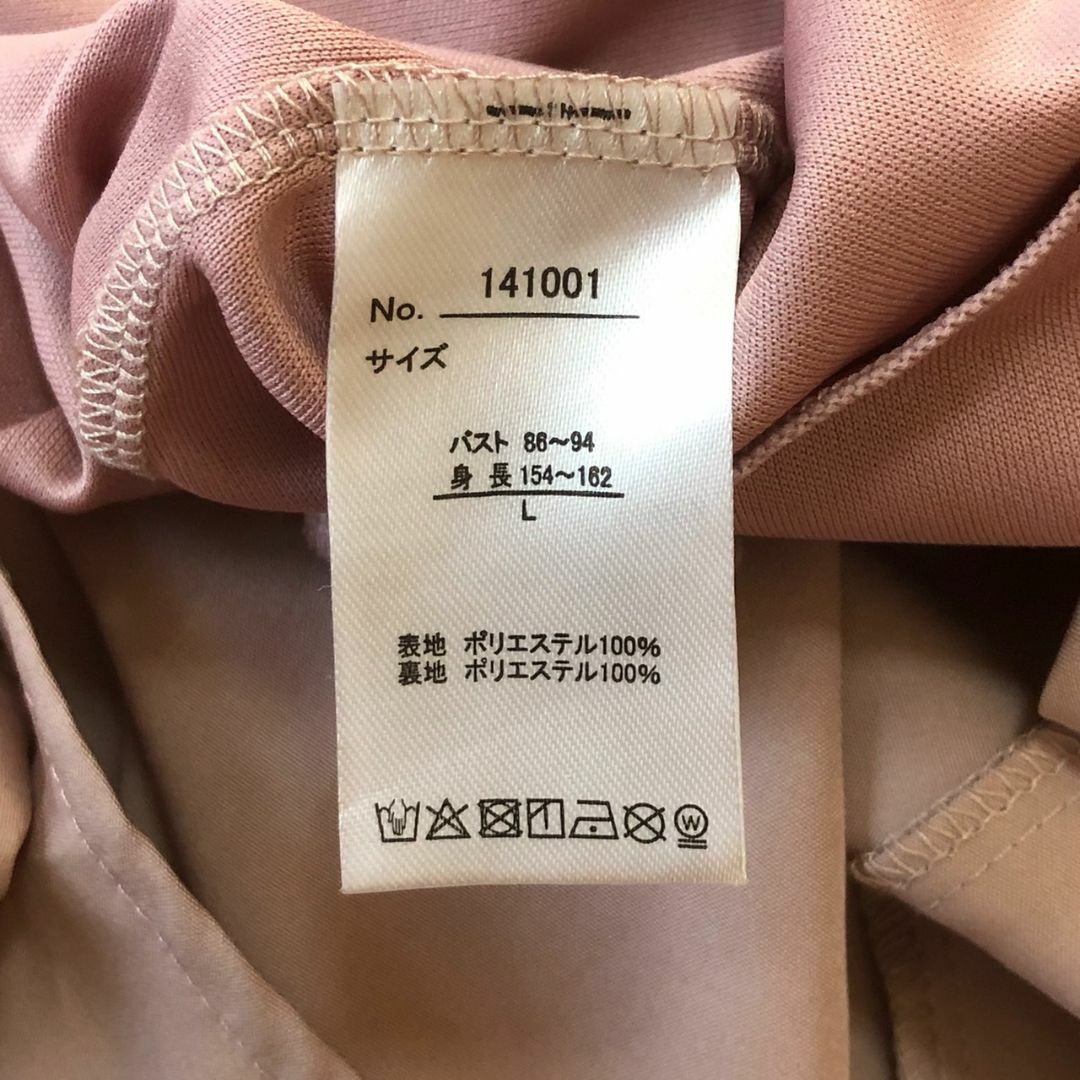 No. 141001
サイズ
バスト 86〜94
身 長 154〜162
L
表地 ポリエステル100%
裏地 ポリエステル100%
W